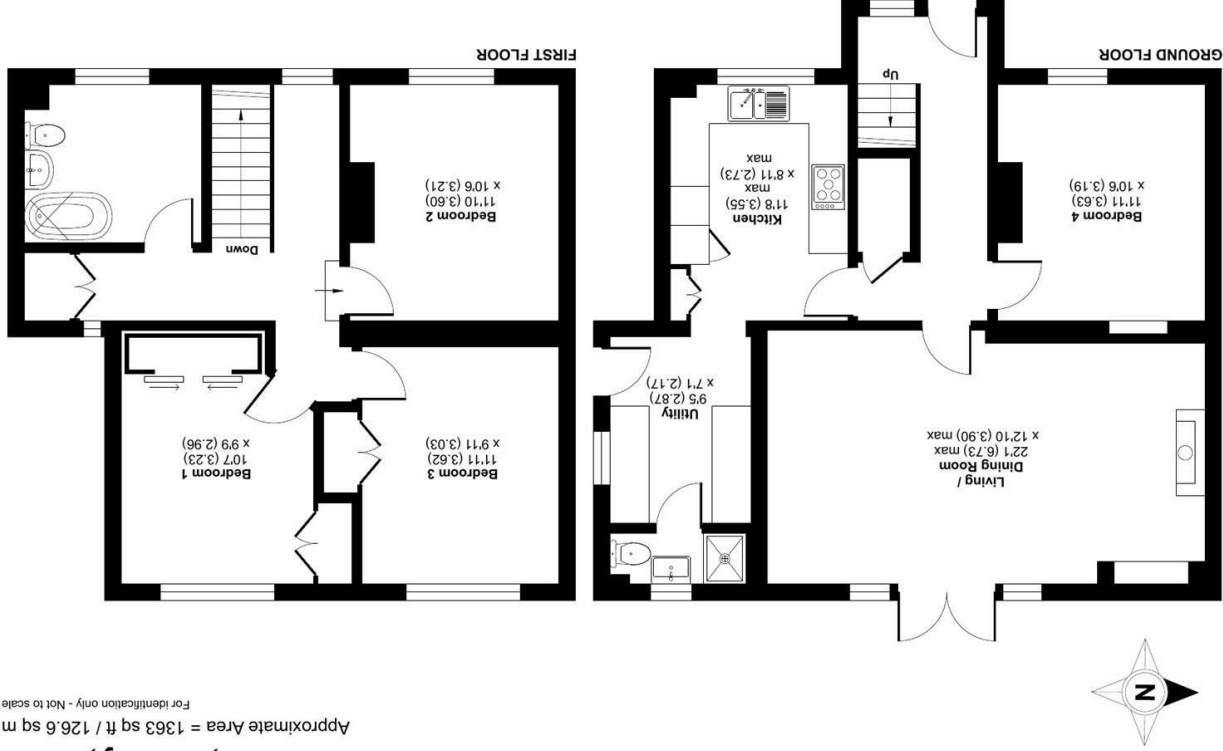 Approximate Area = 1363 sq ft / 126.6 sq m
For identification only - Not to scale
N
Living /
Dining Room
22'1 (6.73) max
x 12'10 (3.90) max
Utility
9'5 (2.87)
x 7'1 (2.17)
Bedroom 4
11'11 (3.63)
x 10'6 (3.19)
Kitchen
11'8 (3.55)
max
x 8'11 (2.73)
max
Up
GROUND FLOOR
Bedroom 3
11'11 (3.62)
x 9'11 (3.03)
Bedroom 1
10'7 (3.23)
x 9'9 (2.96)
Bedroom 2
11'10 (3.60)
x 10'6 (3.21)
Down
FIRST FLOOR